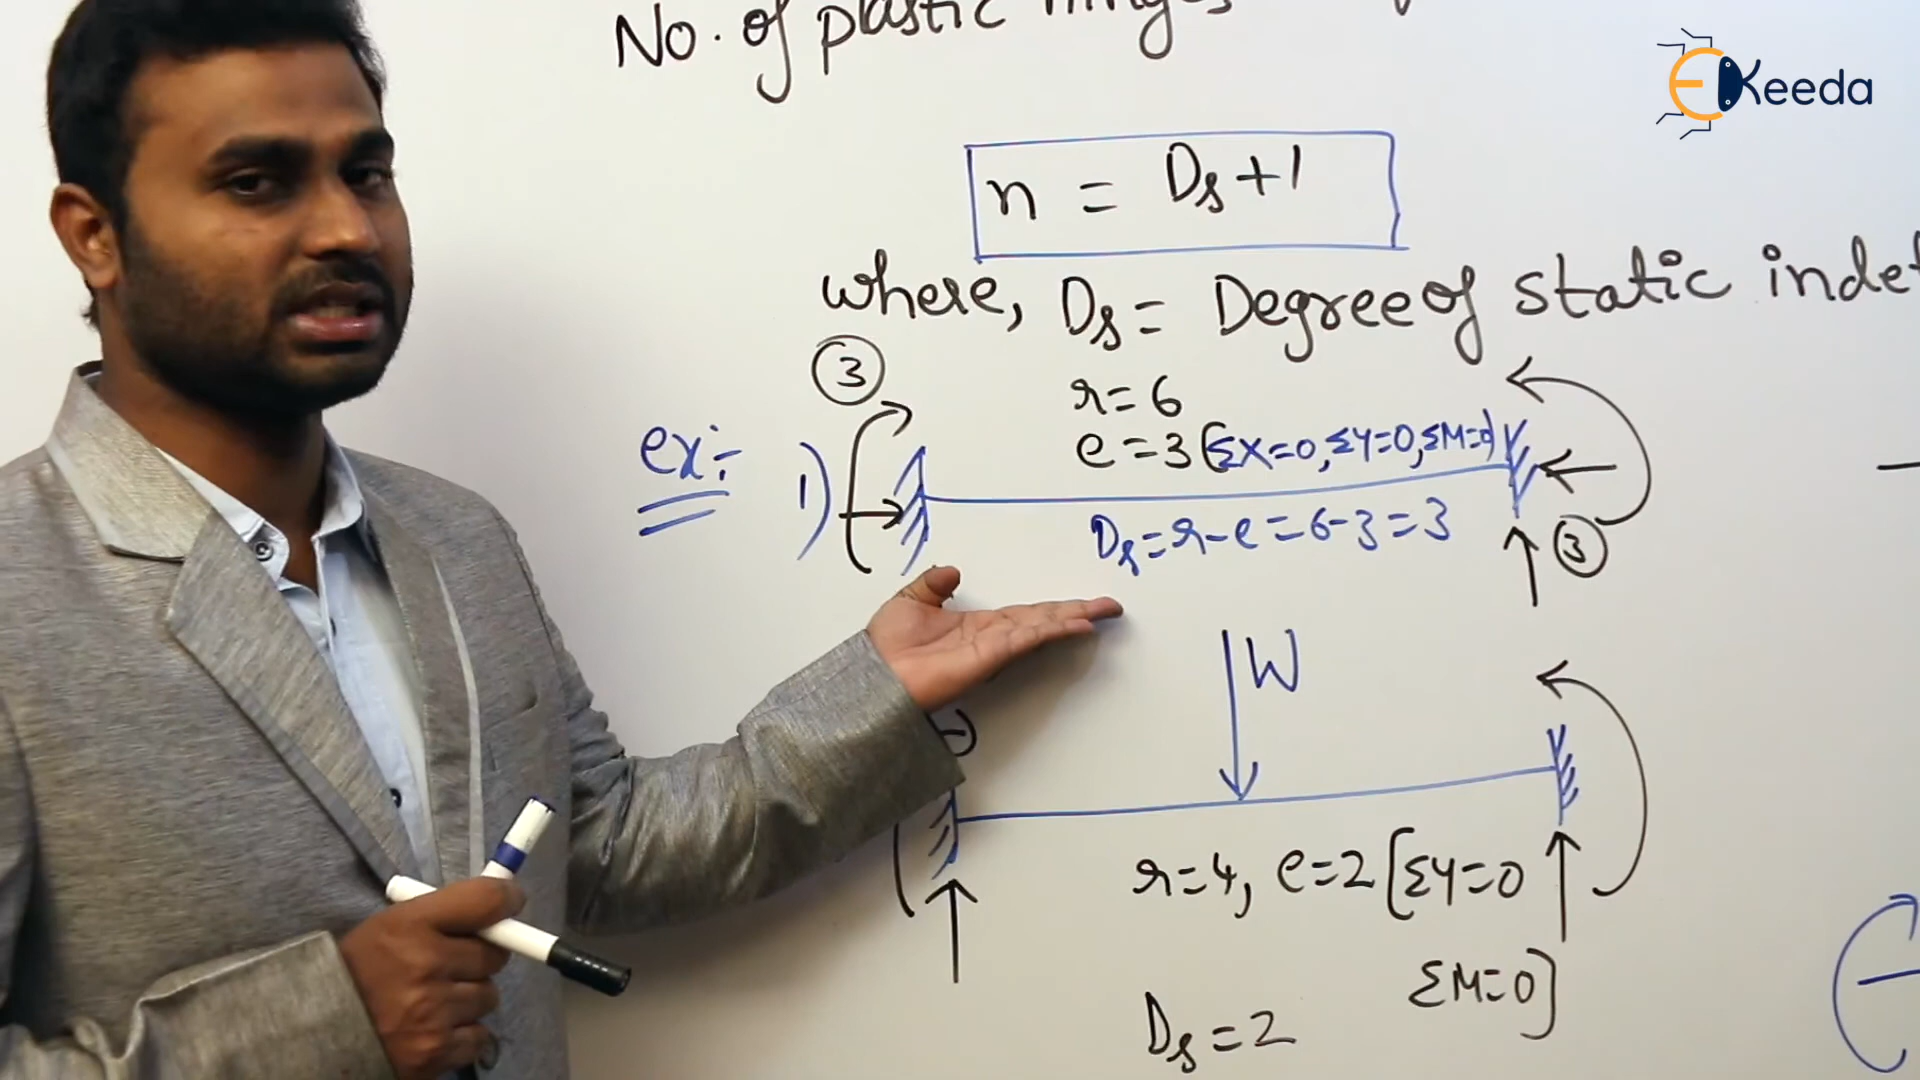 No. of plastic hinges
EKeeda
n = Ds+1
where, Ds = Degree of static indet
3
r=6
ex:- 1)
e=3 (ΣX=0, ΣY=0, ΣM=0)
Ds=r-e=6-3=3
3
W
r=4, e=2 [ΣY=0
ΣM=0]
Ds=2